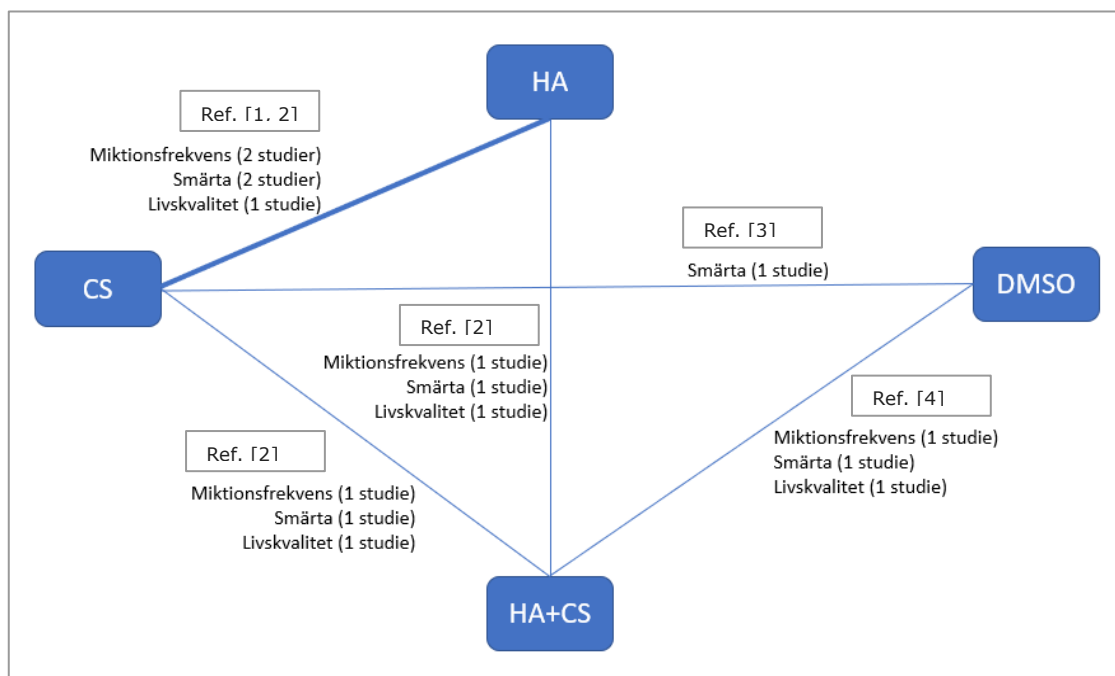 HA
Ref. [1, 2]
Miktionsfrekvens (2 studier)
Smärta (2 studier)
Livskvalitet (1 studie)
CS
Ref. [3]
Smärta (1 studie)
DMSO
Ref. [2]
Miktionsfrekvens (1 studie)
Smärta (1 studie)
Livskvalitet (1 studie)
Ref. [4]
Miktionsfrekvens (1 studie)
Smärta (1 studie)
Livskvalitet (1 studie)
Ref. [2]
Miktionsfrekvens (1 studie)
Smärta (1 studie)
Livskvalitet (1 studie)
HA+CS